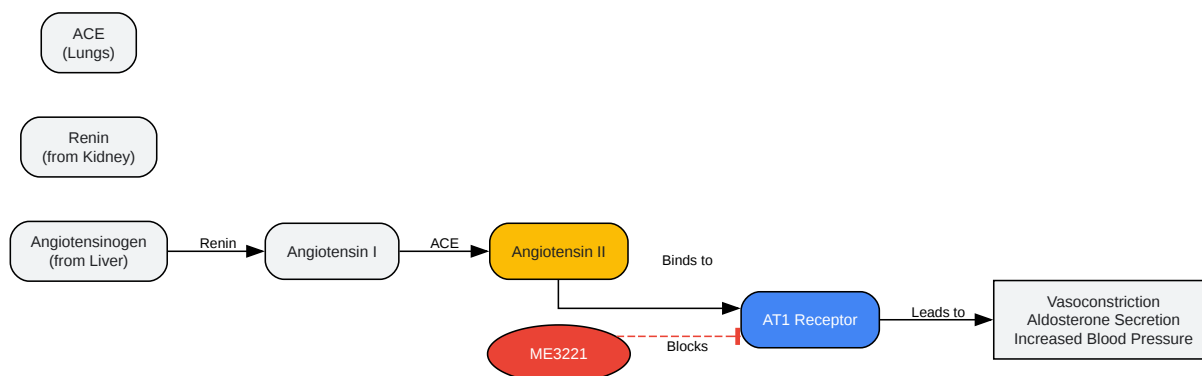 ACE
(Lungs)
Renin
(from Kidney)
Angiotensinogen
(from Liver)
Renin
Angiotensin I
ACE
Angiotensin II
Binds to
AT1 Receptor
Leads to
Vasoconstriction
Aldosterone Secretion
Increased Blood Pressure
ME3221
Blocks